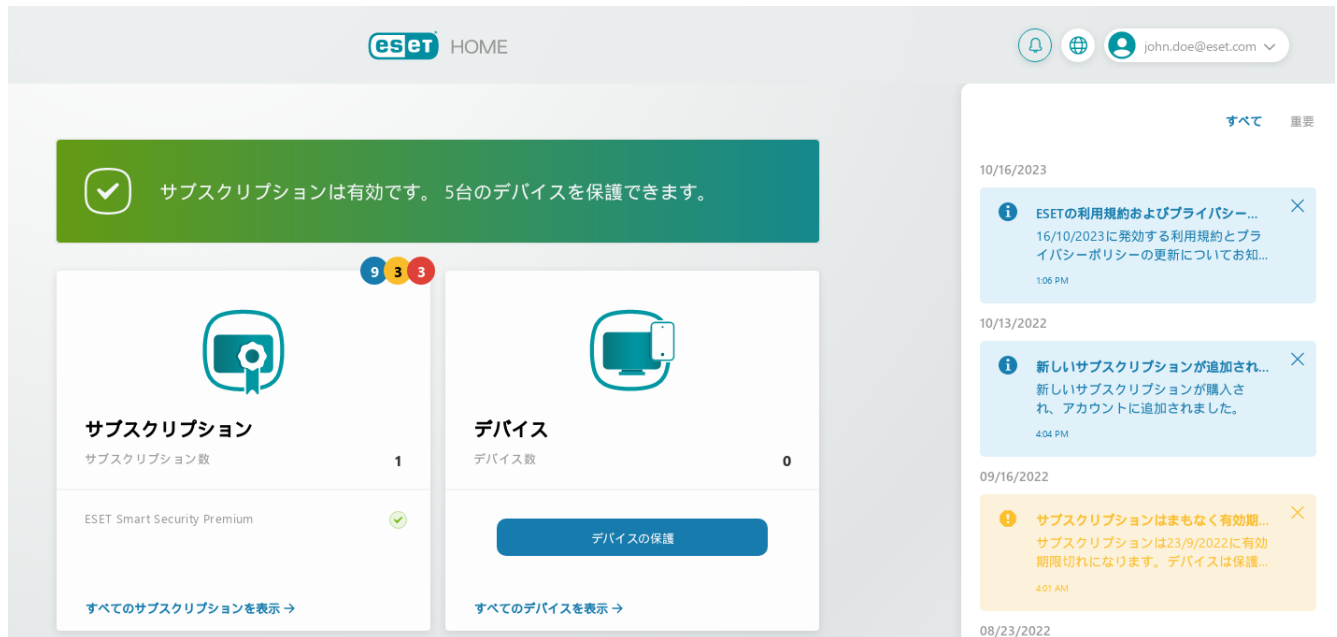 eset HOME
john.doe@eset.com
すべて 重要
サブスクリプションは有効です。 5台のデバイスを保護できます。
9 3 3
サブスクリプション
サブスクリプション数 1
ESET Smart Security Premium
すべてのサブスクリプションを表示 →
デバイス
デバイス数 0
デバイスの保護
すべてのデバイスを表示 →
10/16/2023
ESETの利用規約およびプライバシー...
16/10/2023に発効する利用規約とプラ
イバシーポリシーの更新についてお知...
1:06 PM
10/13/2022
新しいサブスクリプションが追加され...
新しいサブスクリプションが購入さ
れ、アカウントに追加されました。
4:04 PM
09/16/2022
サブスクリプションはまもなく有効期...
サブスクリプションは23/9/2022に有効
期限切れになります。デバイスは保護...
4:01 AM
08/23/2022